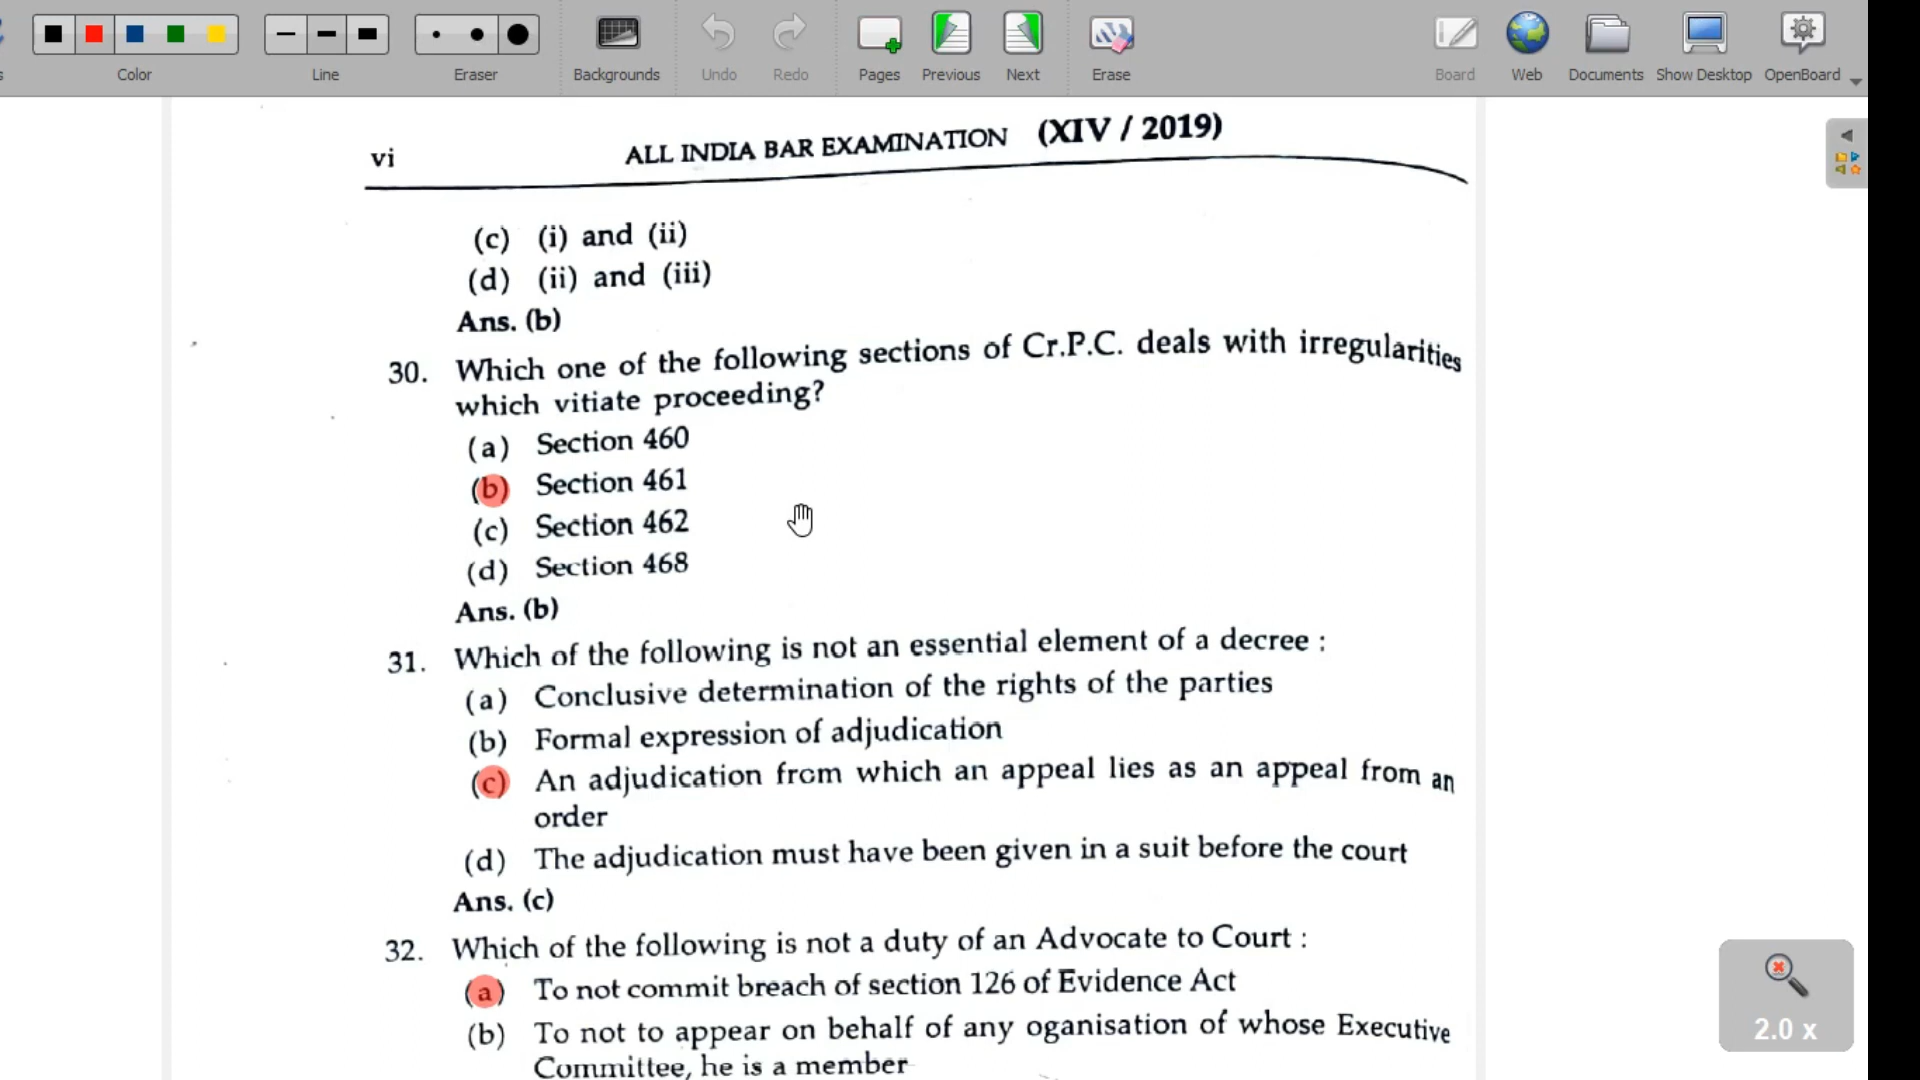 s
Color
Line
Eraser
Backgrounds
Undo
Redo
Pages
Previous
Next
Erase
Board
Web
Documents
Show Desktop
OpenBoard
vi
ALL INDIA BAR EXAMINATION (XIV / 2019)
(c) (i) and (ii)
(d) (ii) and (iii)
Ans. (b)
30. Which one of the following sections of Cr.P.C. deals with irregularities
which vitiate proceeding?
(a) Section 460
(b) Section 461
(c) Section 462
(d) Section 468
Ans. (b)
31. Which of the following is not an essential element of a decree :
(a) Conclusive determination of the rights of the parties
(b) Formal expression of adjudication
(c) An adjudication from which an appeal lies as an appeal from an
order
(d) The adjudication must have been given in a suit before the court
Ans. (c)
32. Which of the following is not a duty of an Advocate to Court :
(a) To not commit breach of section 126 of Evidence Act
(b) To not to appear on behalf of any oganisation of whose Executive
Committee, he is a member
2.0 x